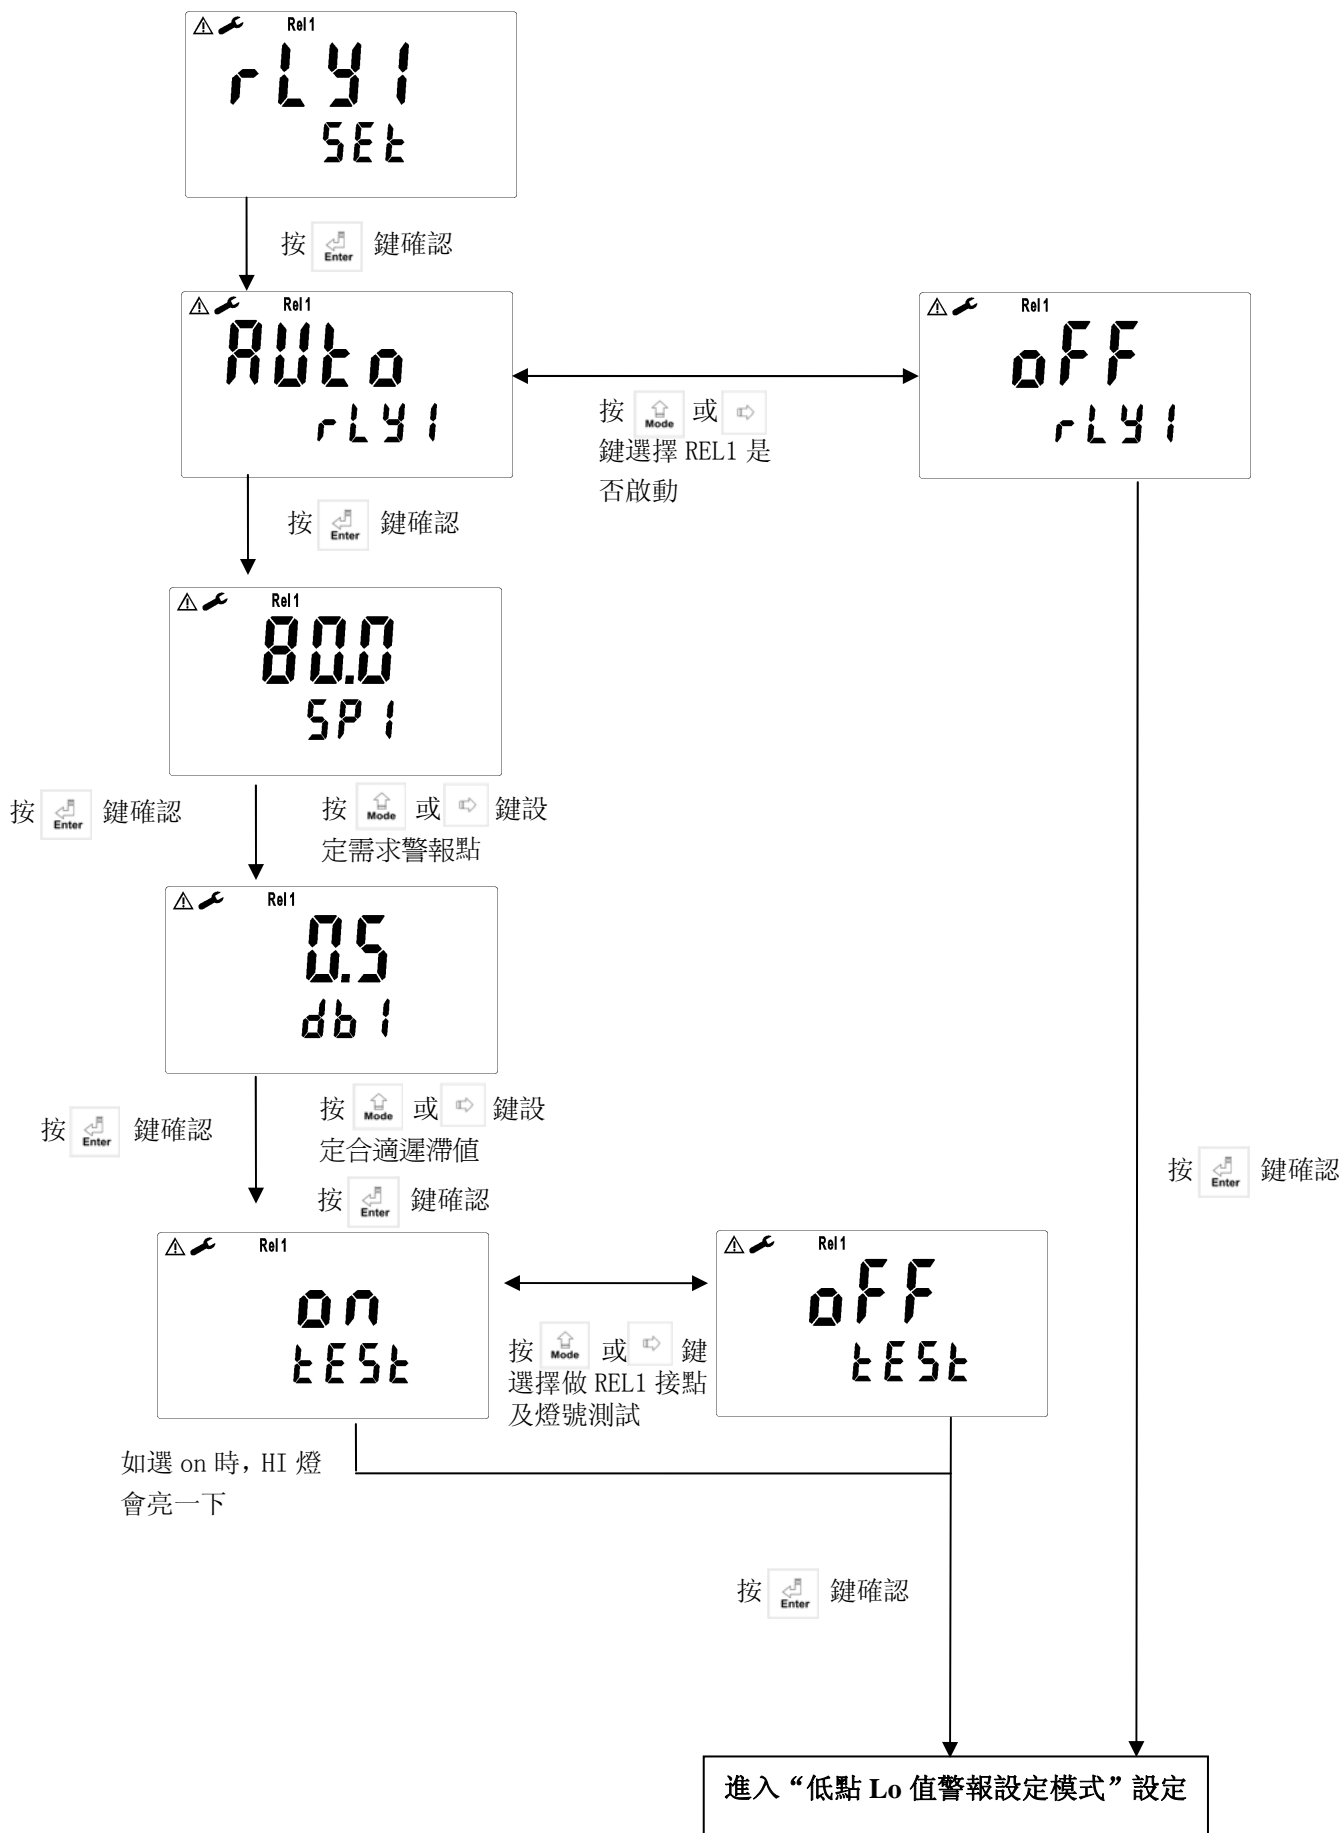 Rel1
rLY1
SEt
按 Enter 鍵確認
Rel1
AUto
rLY1
按 Mode 或
鍵選擇 REL1 是
否啟動
Rel1
oFF
rLY1
按 Enter 鍵確認
Rel1
80.0
SP1
按 Enter 鍵確認
按 Mode 或 鍵設
定需求警報點
Rel1
0.5
db1
按 Enter 鍵確認
按 Mode 或 鍵設
定合適遲滯值
按 Enter 鍵確認
按 Enter 鍵確認
Rel1
on
tESt
按 Mode 或 鍵
選擇做 REL1 接點
及燈號測試
Rel1
oFF
tESt
如選 on 時，HI 燈
會亮一下
按 Enter 鍵確認
進入“低點 Lo 值警報設定模式”設定